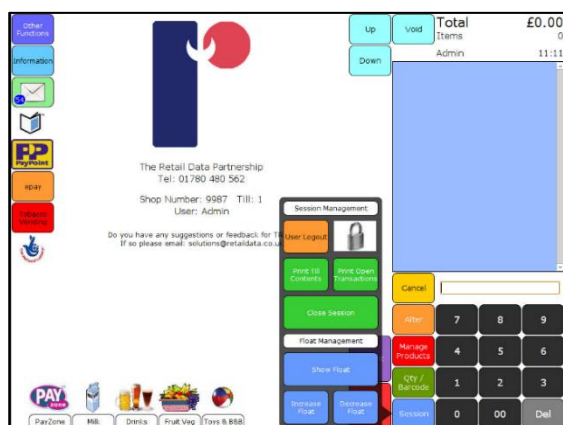 Other
Functions
Information
54
PP
PayPoint
epay
Tobacco
Vending
The Retail Data Partnership
Tel: 01780 480 562
Shop Number: 9987 Till: 1
User: Admin
Do you have any suggestions or feedback for
If so please email: solutions@retaildata.co.u
Up
Down
Void
Total £0.00
Items 0
Admin 11:11
Session Management
User Logout
Print Till
Contents
Print Open
Transactions
Close Session
Float Management
Show Float
Increase
Float
Decrease
Float
Cancel
Alter
7 8 9
Manage
Products
4 5 6
Qty /
Barcode
1 2 3
Session
0 00 Del
PAY
ZONE
PayZone
Milk
Drinks
Fruit Veg
Toys & BBB